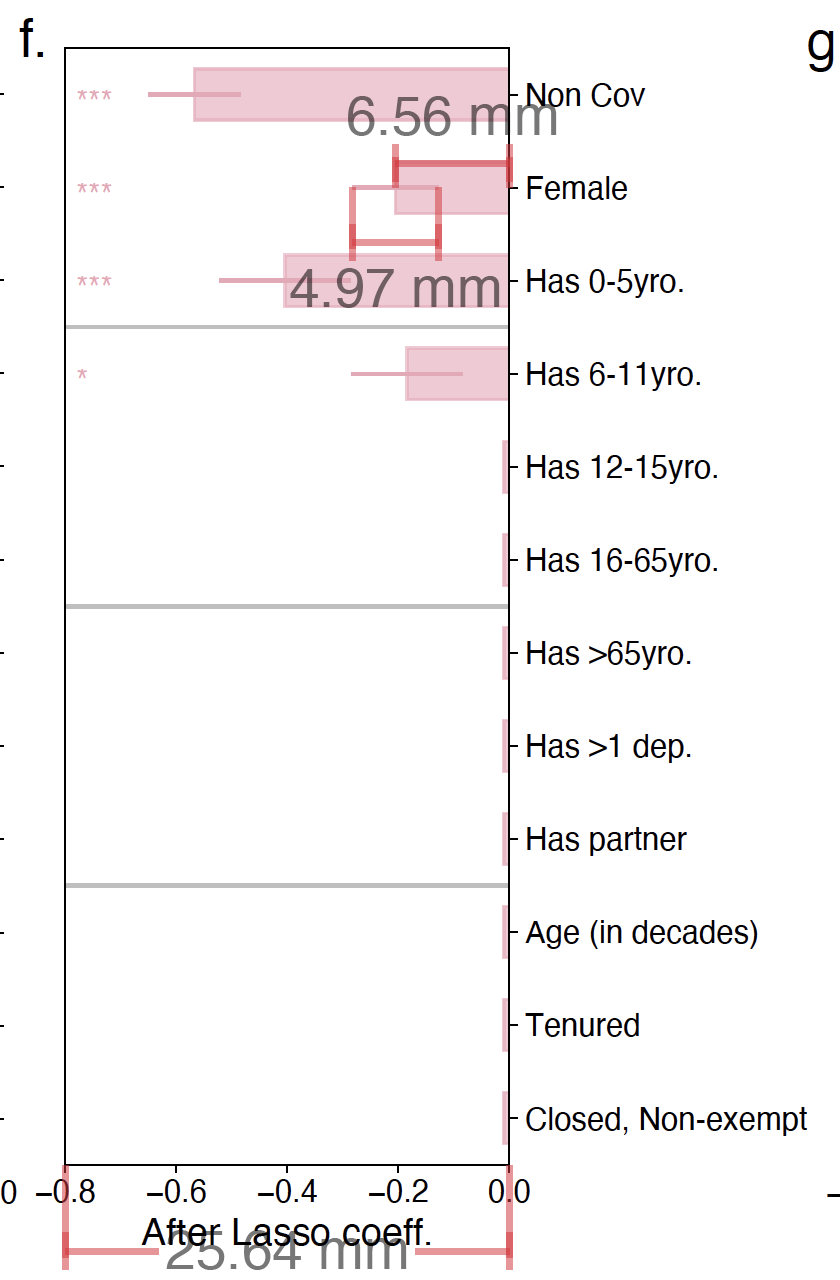 f.
g
*** Non Cov
6.56 mm
*** Female
*** Has 0-5yro.
4.97 mm
* Has 6-11yro.
Has 12-15yro.
Has 16-65yro.
Has >65yro.
Has >1 dep.
Has partner
Age (in decades)
Tenured
Closed, Non-exempt
0 −0.8 −0.6 −0.4 −0.2 0.0 −
After Lasso coeff.
25.64 mm